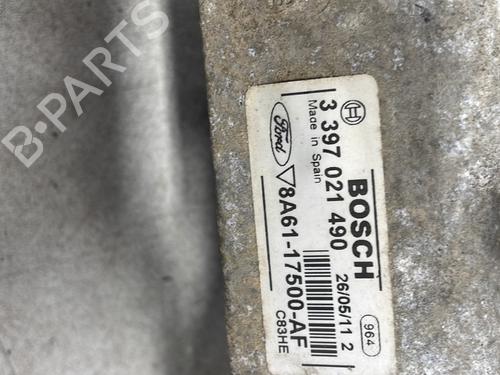 B-PARTS
BOSCH
3 397 021 490
Made in Spain
26/05/11 2
964
Ford
8A61-17500-AF
C83HE